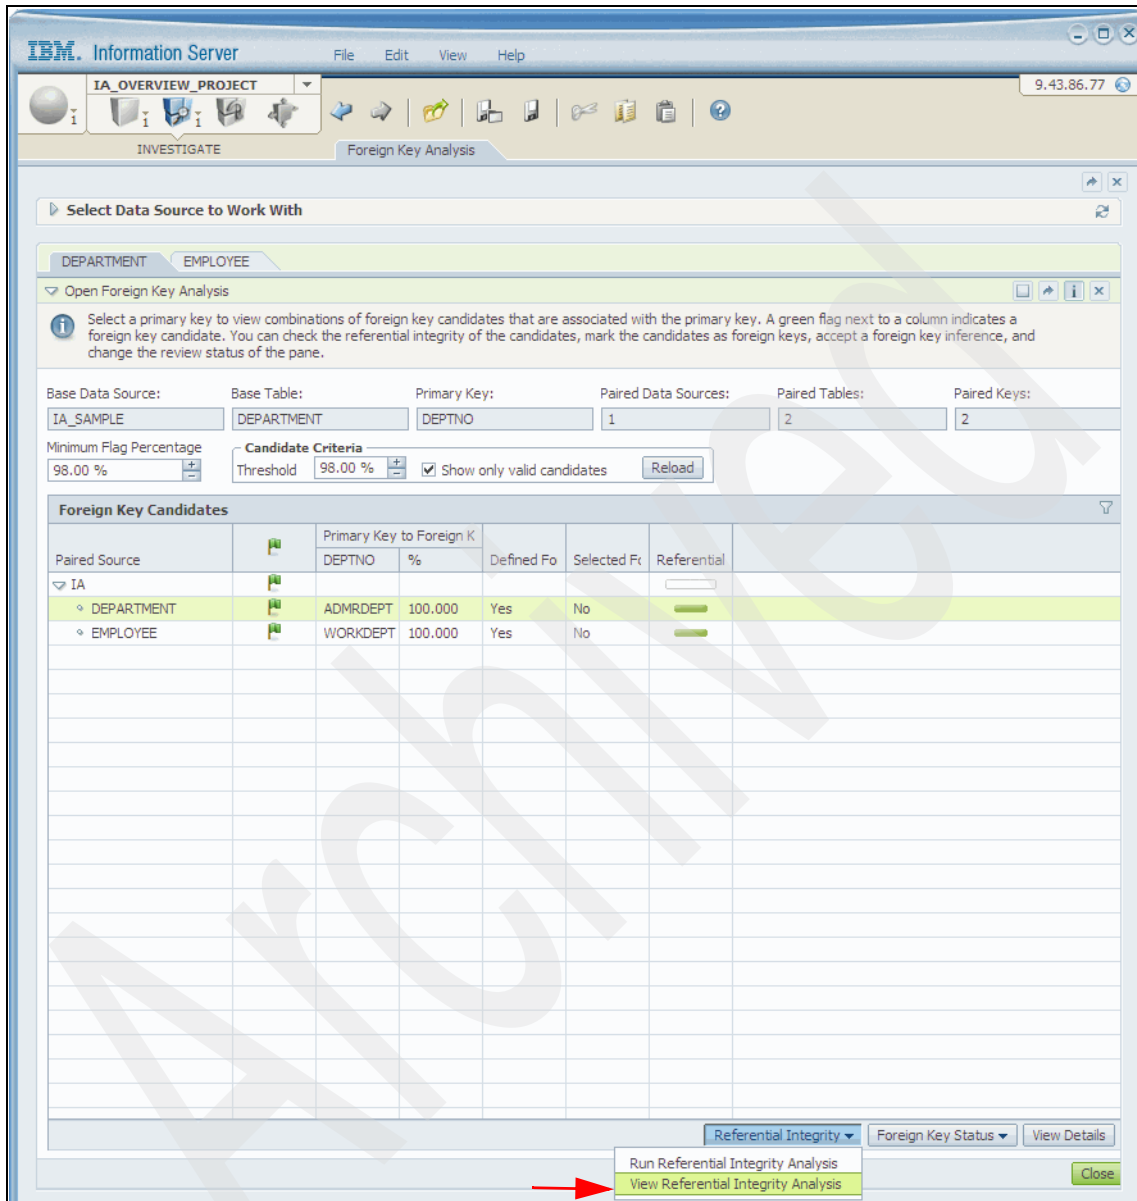 IBM. Information Server File Edit View Help
IA_OVERVIEW_PROJECT 9.43.86.77
1 1 1
INVESTIGATE Foreign Key Analysis
Select Data Source to Work With
DEPARTMENT EMPLOYEE
Open Foreign Key Analysis
Select a primary key to view combinations of foreign key candidates that are associated with the primary key. A green flag next to a column indicates a
foreign key candidate. You can check the referential integrity of the candidates, mark the candidates as foreign keys, accept a foreign key inference, and
change the review status of the pane.
Base Data Source: Base Table: Primary Key: Paired Data Sources: Paired Tables: Paired Keys:
IA_SAMPLE DEPARTMENT DEPTNO 1 2 2
Minimum Flag Percentage Candidate Criteria
98.00 % Threshold 98.00 % Show only valid candidates Reload
Foreign Key Candidates
Primary Key to Foreign K
Paired Source DEPTNO % Defined Fo Selected Fo Referential
IA
DEPARTMENT ADMRDEPT 100.000 Yes No
EMPLOYEE WORKDEPT 100.000 Yes No
Archived
Referential Integrity Foreign Key Status View Details
Run Referential Integrity Analysis
View Referential Integrity Analysis
Close